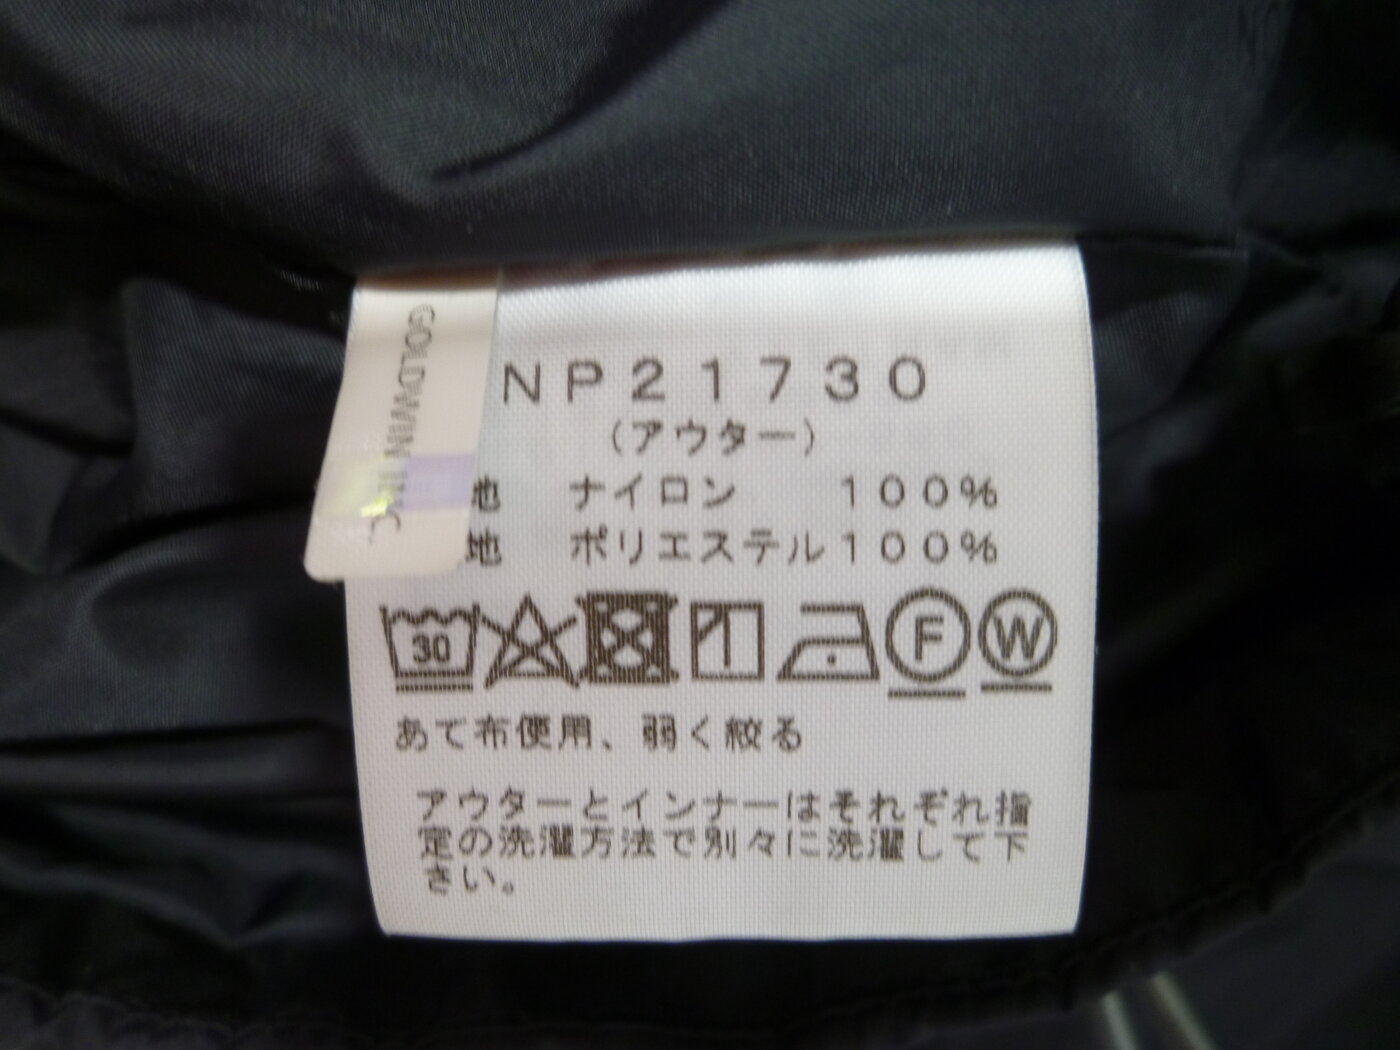 GOLDWIN INC.
NP21730
(アウター)
地 ナイロン 100%
地 ポリエステル100%
30 F W
あて布使用、弱く絞る
アウターとインナーはそれぞれ指
定の洗濯方法で別々に洗濯して下
さい。